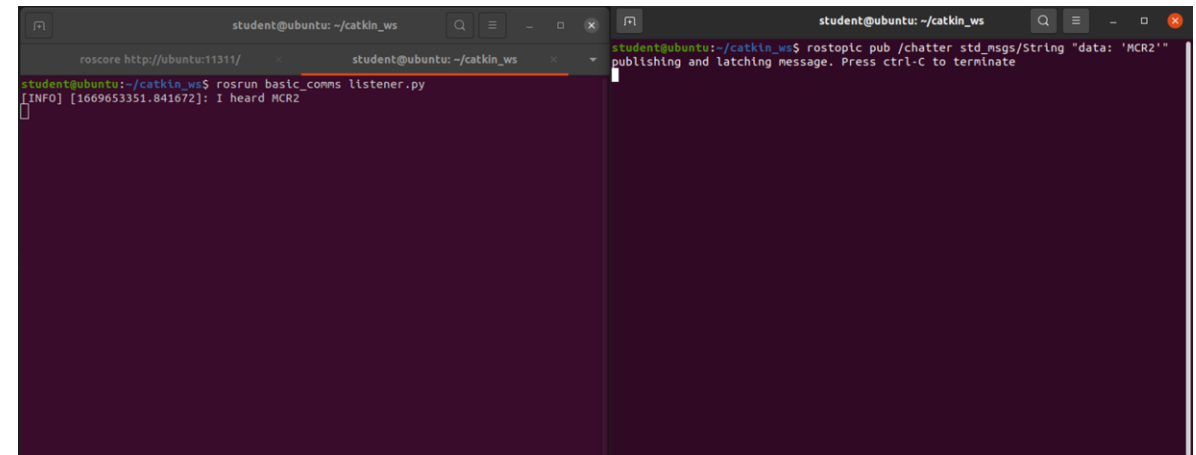 student@ubuntu: ~/catkin_ws
roscore http://ubuntu:11311/
student@ubuntu: ~/catkin_ws
student@ubuntu:~/catkin_ws$ rosrun basic_comms listener.py
[INFO] [1669653351.841672]: I heard MCR2
student@ubuntu: ~/catkin_ws
student@ubuntu:~/catkin_ws$ rostopic pub /chatter std_msgs/String "data: 'MCR2'"
publishing and latching message. Press ctrl-C to terminate